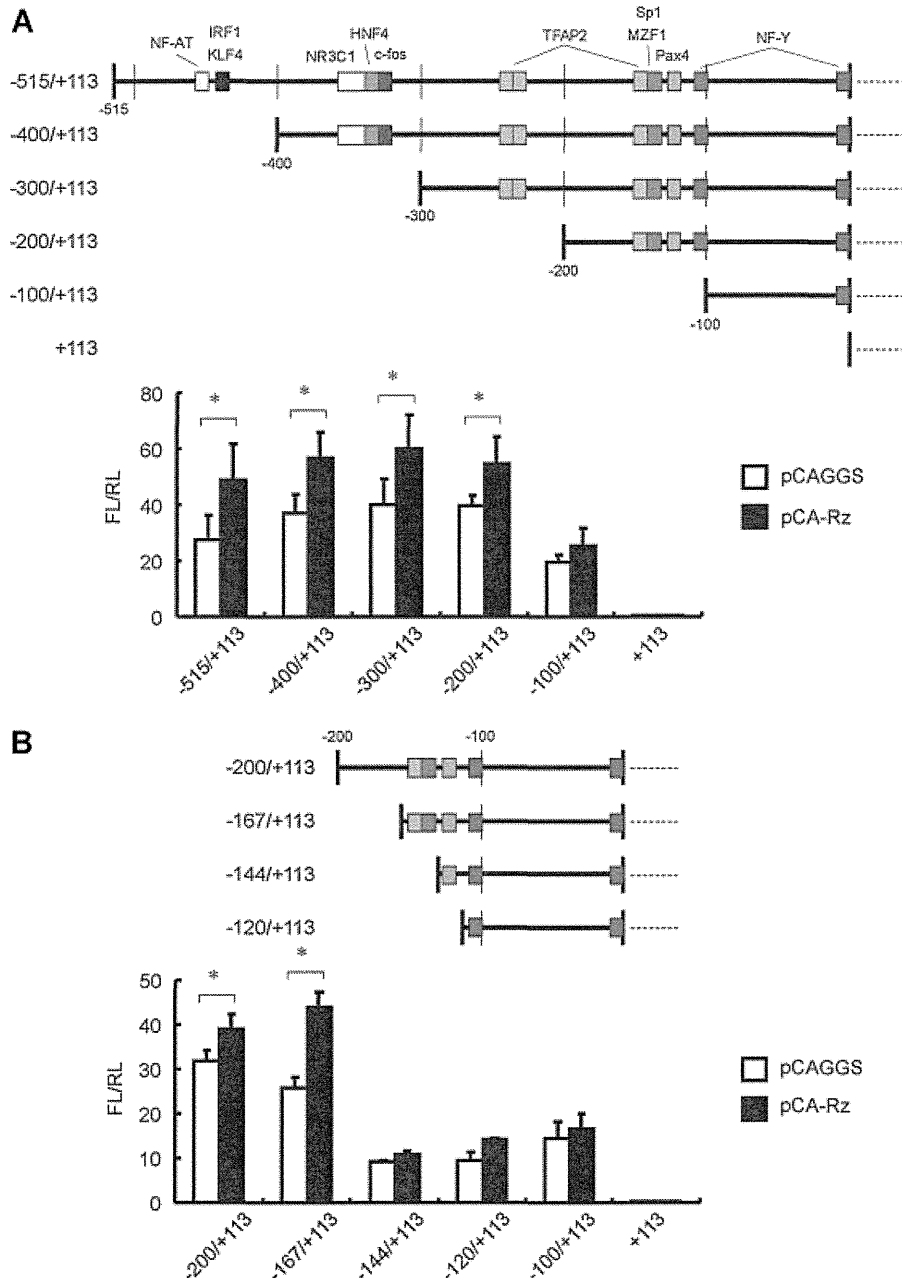 A
Sp1
IRF1 HNF4 TFAP2 MZF1 NF-Y
NF-AT KLF4 NR3C1 c-fos Pax4
-515/+113
-515
-400/+113
-400
-300/+113
-300
-200/+113
-200
-100/+113
-100
+113
80
60
40
20
0
FL/RL
* * * *
pCAGGS
pCA-Rz
-515/+113 -400/+113 -300/+113 -200/+113 -100/+113 +113
B
-200 -100
-200/+113
-167/+113
-144/+113
-120/+113
50
40
30
20
10
0
FL/RL
* *
pCAGGS
pCA-Rz
-200/+113 -167/+113 -144/+113 -120/+113 -100/+113 +113